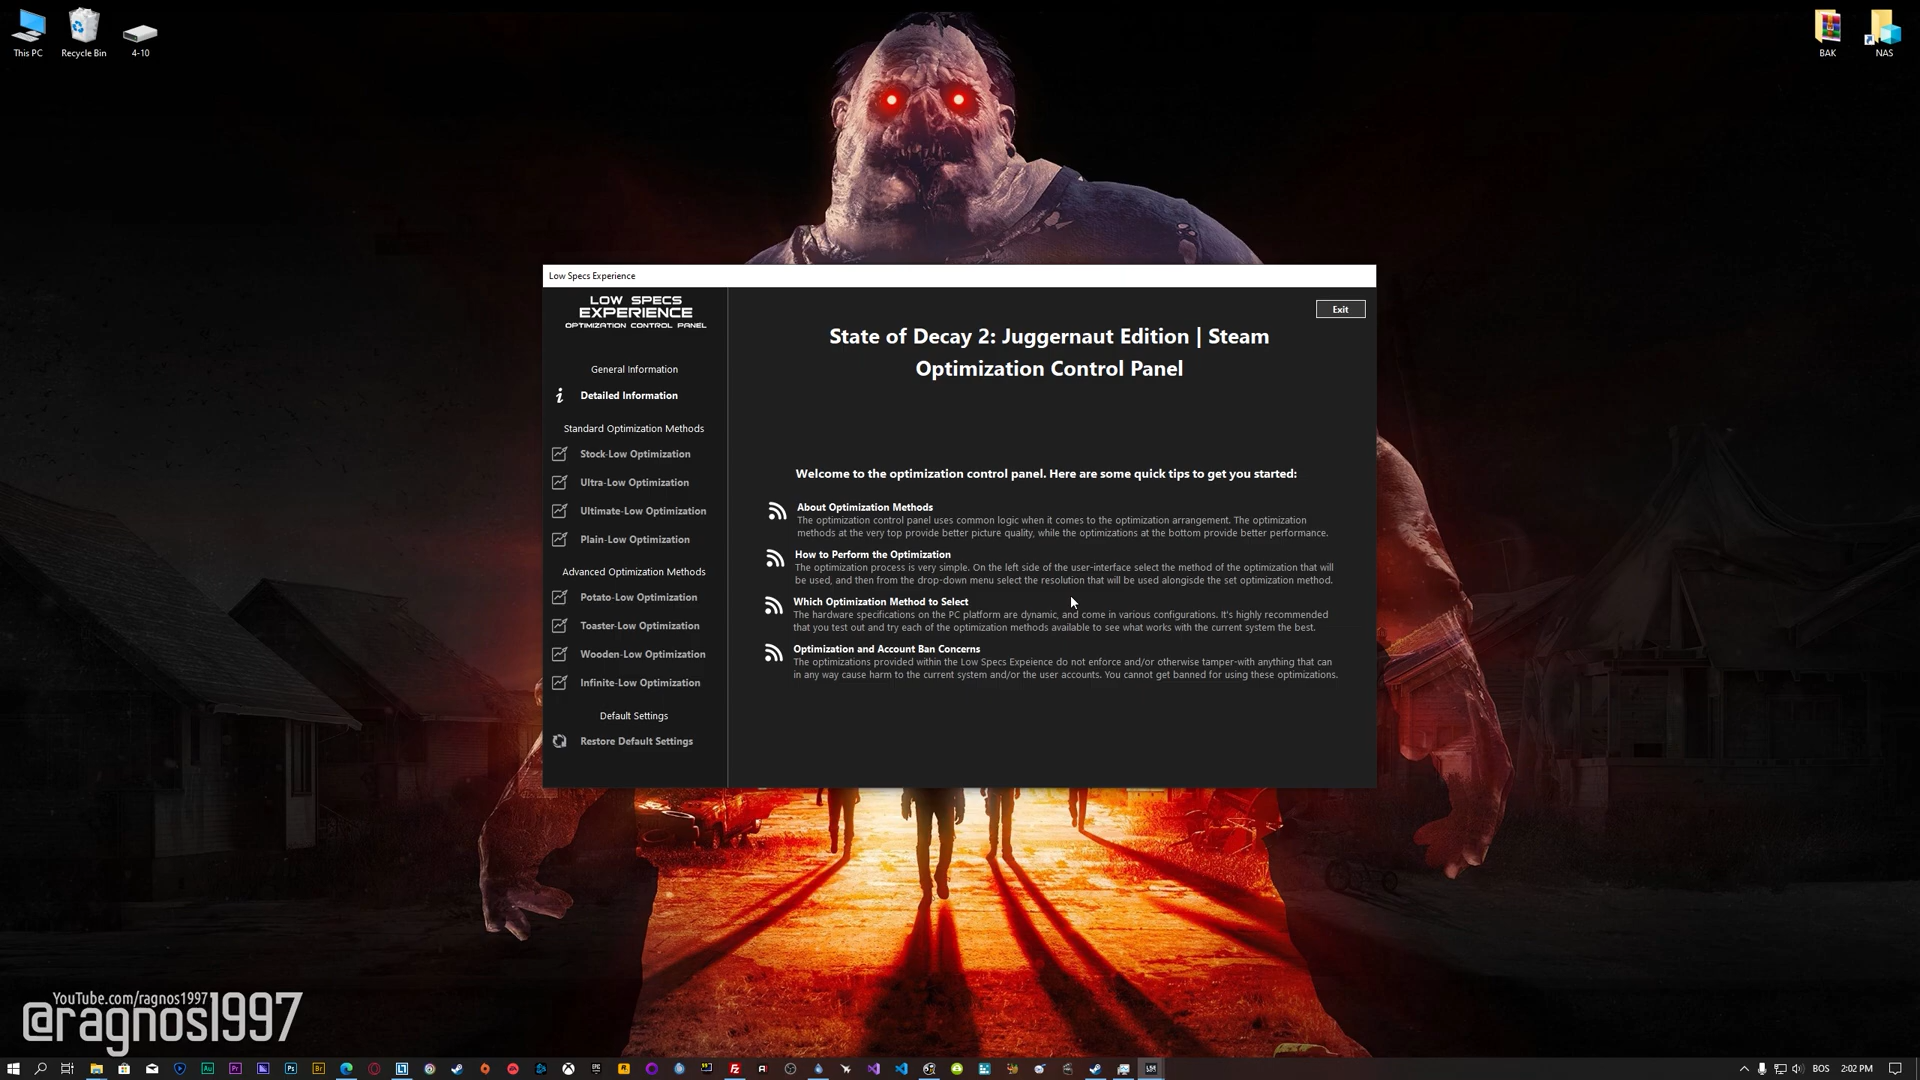 This PC
Recycle Bin
4-10
BAK
NAS
Low Specs Experience
LOW SPECS
EXPERIENCE
OPTIMIZATION CONTROL PANEL
General Information
Detailed Information
Standard Optimization Methods
Stock-Low Optimization
Ultra-Low Optimization
Ultimate-Low Optimization
Plain-Low Optimization
Advanced Optimization Methods
Potato-Low Optimization
Toaster-Low Optimization
Wooden-Low Optimization
Infinite-Low Optimization
Default Settings
Restore Default Settings
Exit
State of Decay 2: Juggernaut Edition | Steam
Optimization Control Panel
Welcome to the optimization control panel. Here are some quick tips to get you started:
About Optimization Methods
The optimization control panel uses common logic when it comes to the optimization arrangement. The optimization
methods at the very top provide better picture quality, while the optimizations at the bottom provide better performance.
How to Perform the Optimization
The optimization process is very simple. On the left side of the user-interface select the method of the optimization that will
be used, and then from the drop-down menu select the resolution that will be used alongisde the set optimization method.
Which Optimization Method to Select
The hardware specifications on the PC platform are dynamic, and come in various configurations. It's highly recommended
that you test out and try each of the optimization methods available to see what works with the current system the best.
Optimization and Account Ban Concerns
The optimizations provided within the Low Specs Expeience do not enforce and/or otherwise tamper-with anything that can
in any way cause harm to the current system and/or the user accounts. You cannot get banned for using these optimizations.
YouTube.com/ragnos1997
@ragnos1997
Au
Pr
Ps
Br
BOS
2:02 PM